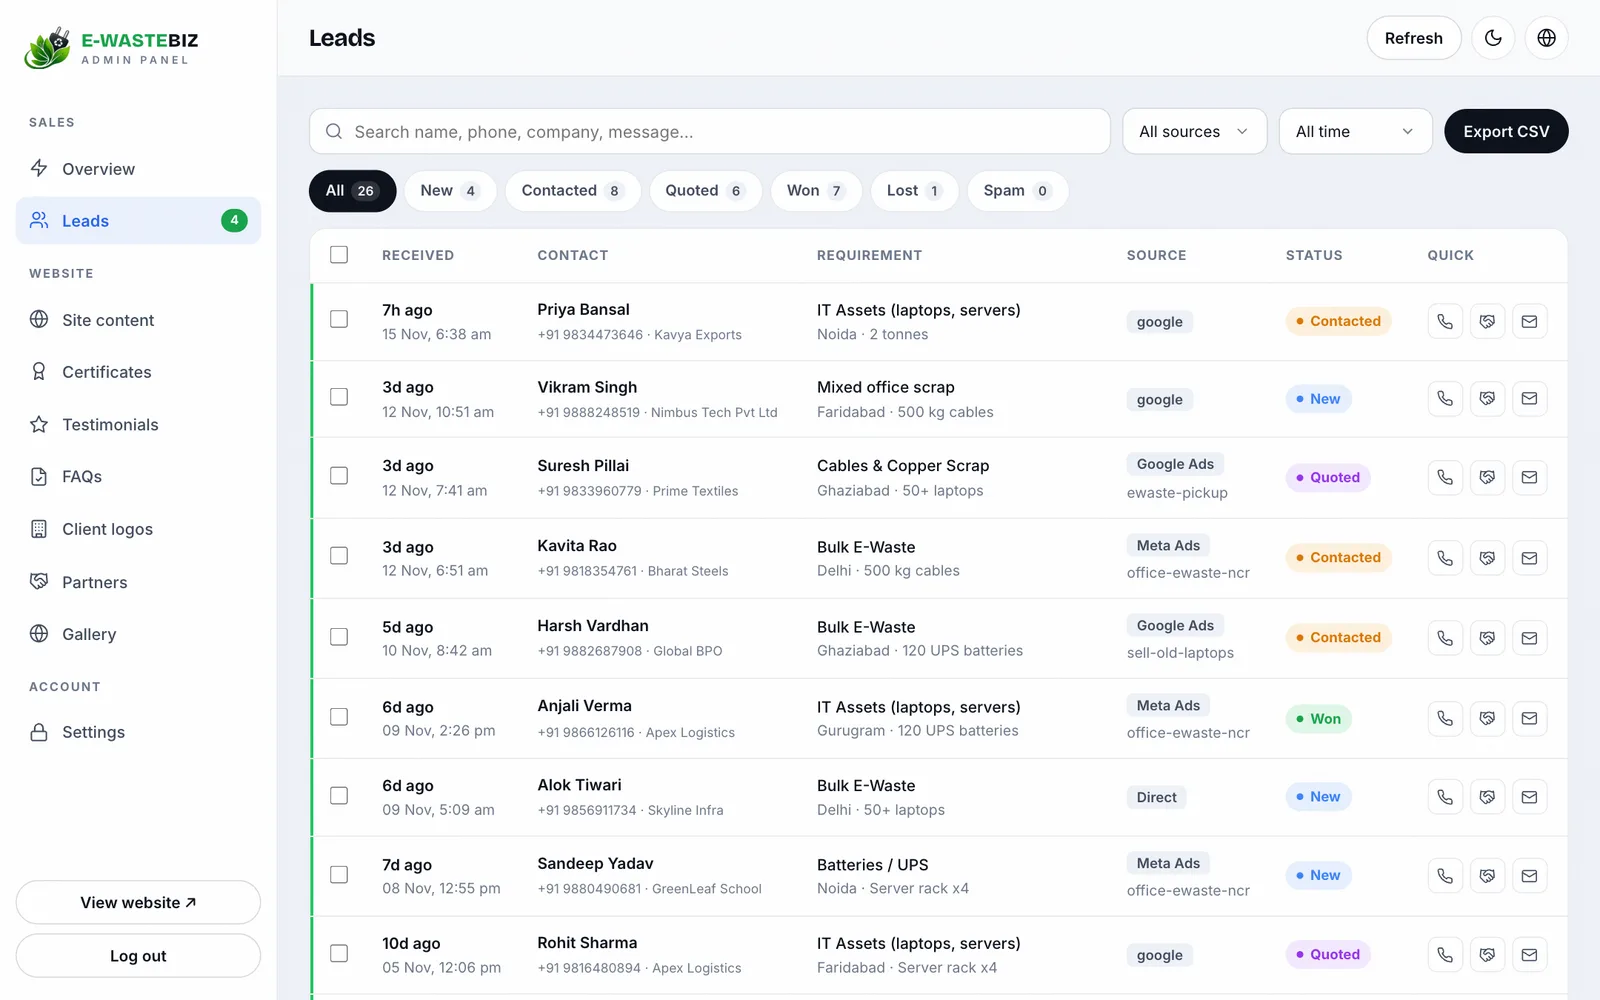 E-WASTEBIZ
ADMIN PANEL
SALES
Overview
Leads 4
WEBSITE
Site content
Certificates
Testimonials
FAQs
Client logos
Partners
Gallery
ACCOUNT
Settings
View website ↗
Log out
Leads
Refresh
Search name, phone, company, message...
All sources
All time
Export CSV
All 26 New 4 Contacted 8 Quoted 6 Won 7 Lost 1 Spam 0
RECEIVED CONTACT REQUIREMENT SOURCE STATUS QUICK
7h ago Priya Bansal IT Assets (laptops, servers) google Contacted
15 Nov, 6:38 am +91 9834473646 · Kavya Exports Noida · 2 tonnes
3d ago Vikram Singh Mixed office scrap google New
12 Nov, 10:51 am +91 9888248519 · Nimbus Tech Pvt Ltd Faridabad · 500 kg cables
3d ago Suresh Pillai Cables & Copper Scrap Google Ads Quoted
12 Nov, 7:41 am +91 9833960779 · Prime Textiles Ghaziabad · 50+ laptops ewaste-pickup
3d ago Kavita Rao Bulk E-Waste Meta Ads Contacted
12 Nov, 6:51 am +91 9818354761 · Bharat Steels Delhi · 500 kg cables office-ewaste-ncr
5d ago Harsh Vardhan Bulk E-Waste Google Ads Contacted
10 Nov, 8:42 am +91 9882687908 · Global BPO Ghaziabad · 120 UPS batteries sell-old-laptops
6d ago Anjali Verma IT Assets (laptops, servers) Meta Ads Won
09 Nov, 2:26 pm +91 9866126116 · Apex Logistics Gurugram · 120 UPS batteries office-ewaste-ncr
6d ago Alok Tiwari Bulk E-Waste Direct New
09 Nov, 5:09 am +91 9856911734 · Skyline Infra Delhi · 50+ laptops
7d ago Sandeep Yadav Batteries / UPS Meta Ads New
08 Nov, 12:55 pm +91 9880490681 · GreenLeaf School Noida · Server rack x4 office-ewaste-ncr
10d ago Rohit Sharma IT Assets (laptops, servers) google Quoted
05 Nov, 12:06 pm +91 9816480894 · Apex Logistics Faridabad · Server rack x4